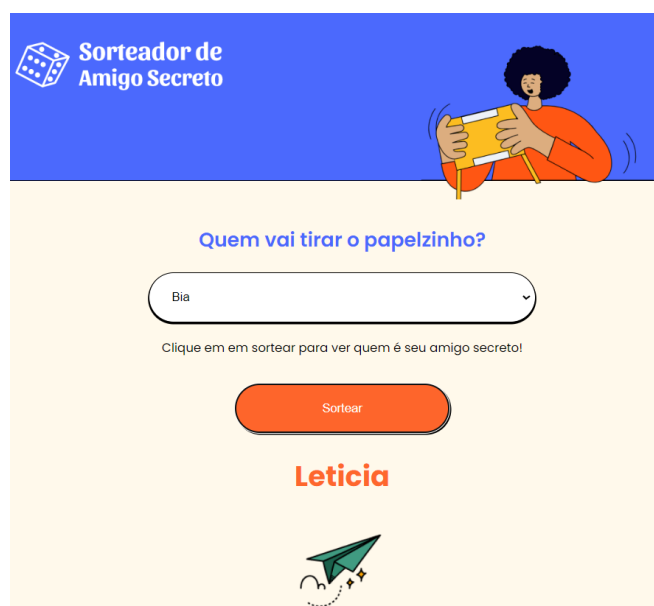 Sorteador de
Amigo Secreto
Quem vai tirar o papelzinho?
Bia
Clique em em sortear para ver quem é seu amigo secreto!
Sortear
Leticia